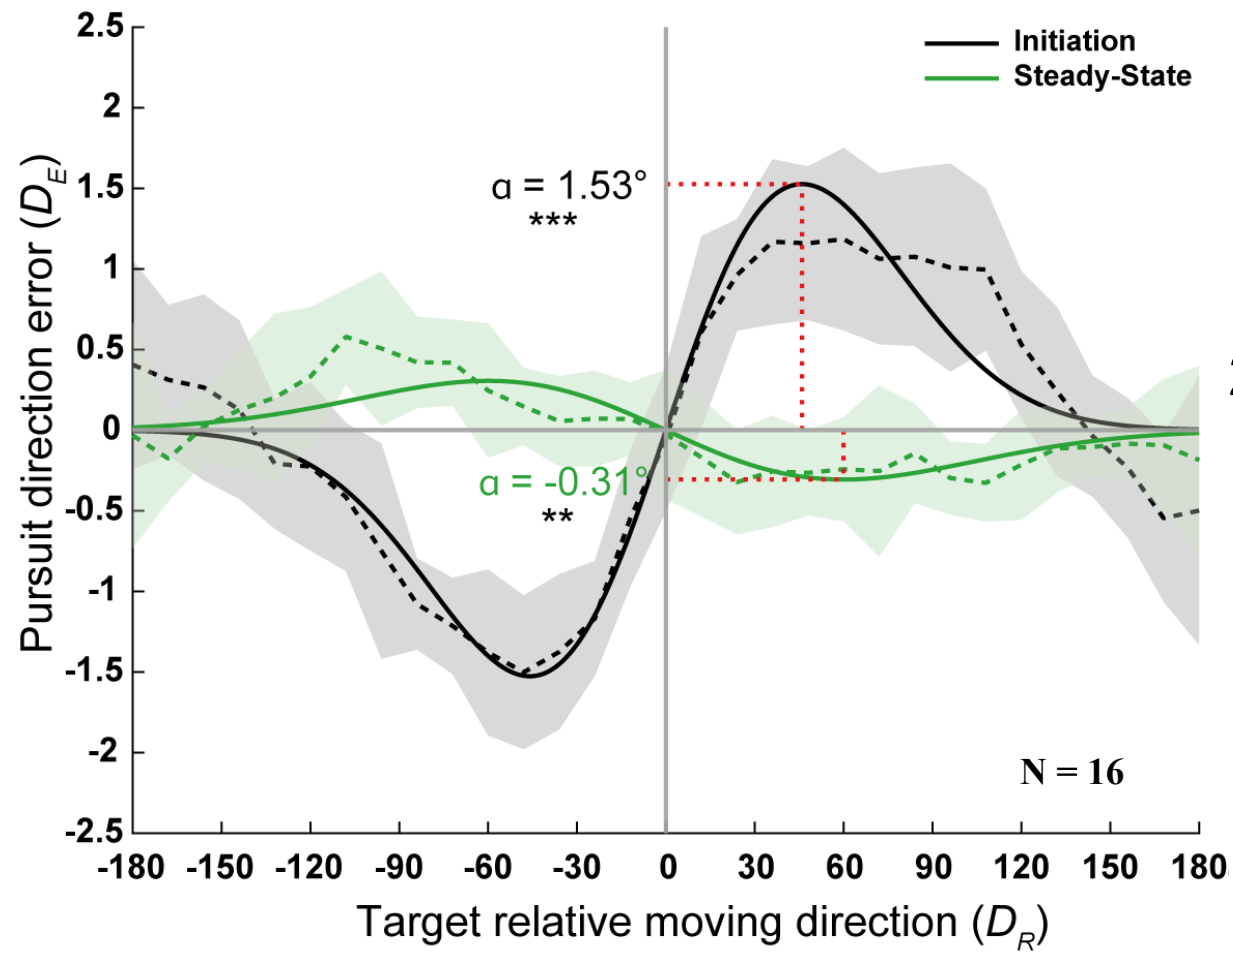 Initiation
Steady-State
2.5
2
1.5
1
0.5
0
-0.5
-1
-1.5
-2
-2.5
Pursuit direction error (D_E)
ɑ = 1.53°
***
ɑ = -0.31°
**
N = 16
-180 -150 -120 -90 -60 -30 0 30 60 90 120 150 180
Target relative moving direction (D_R)